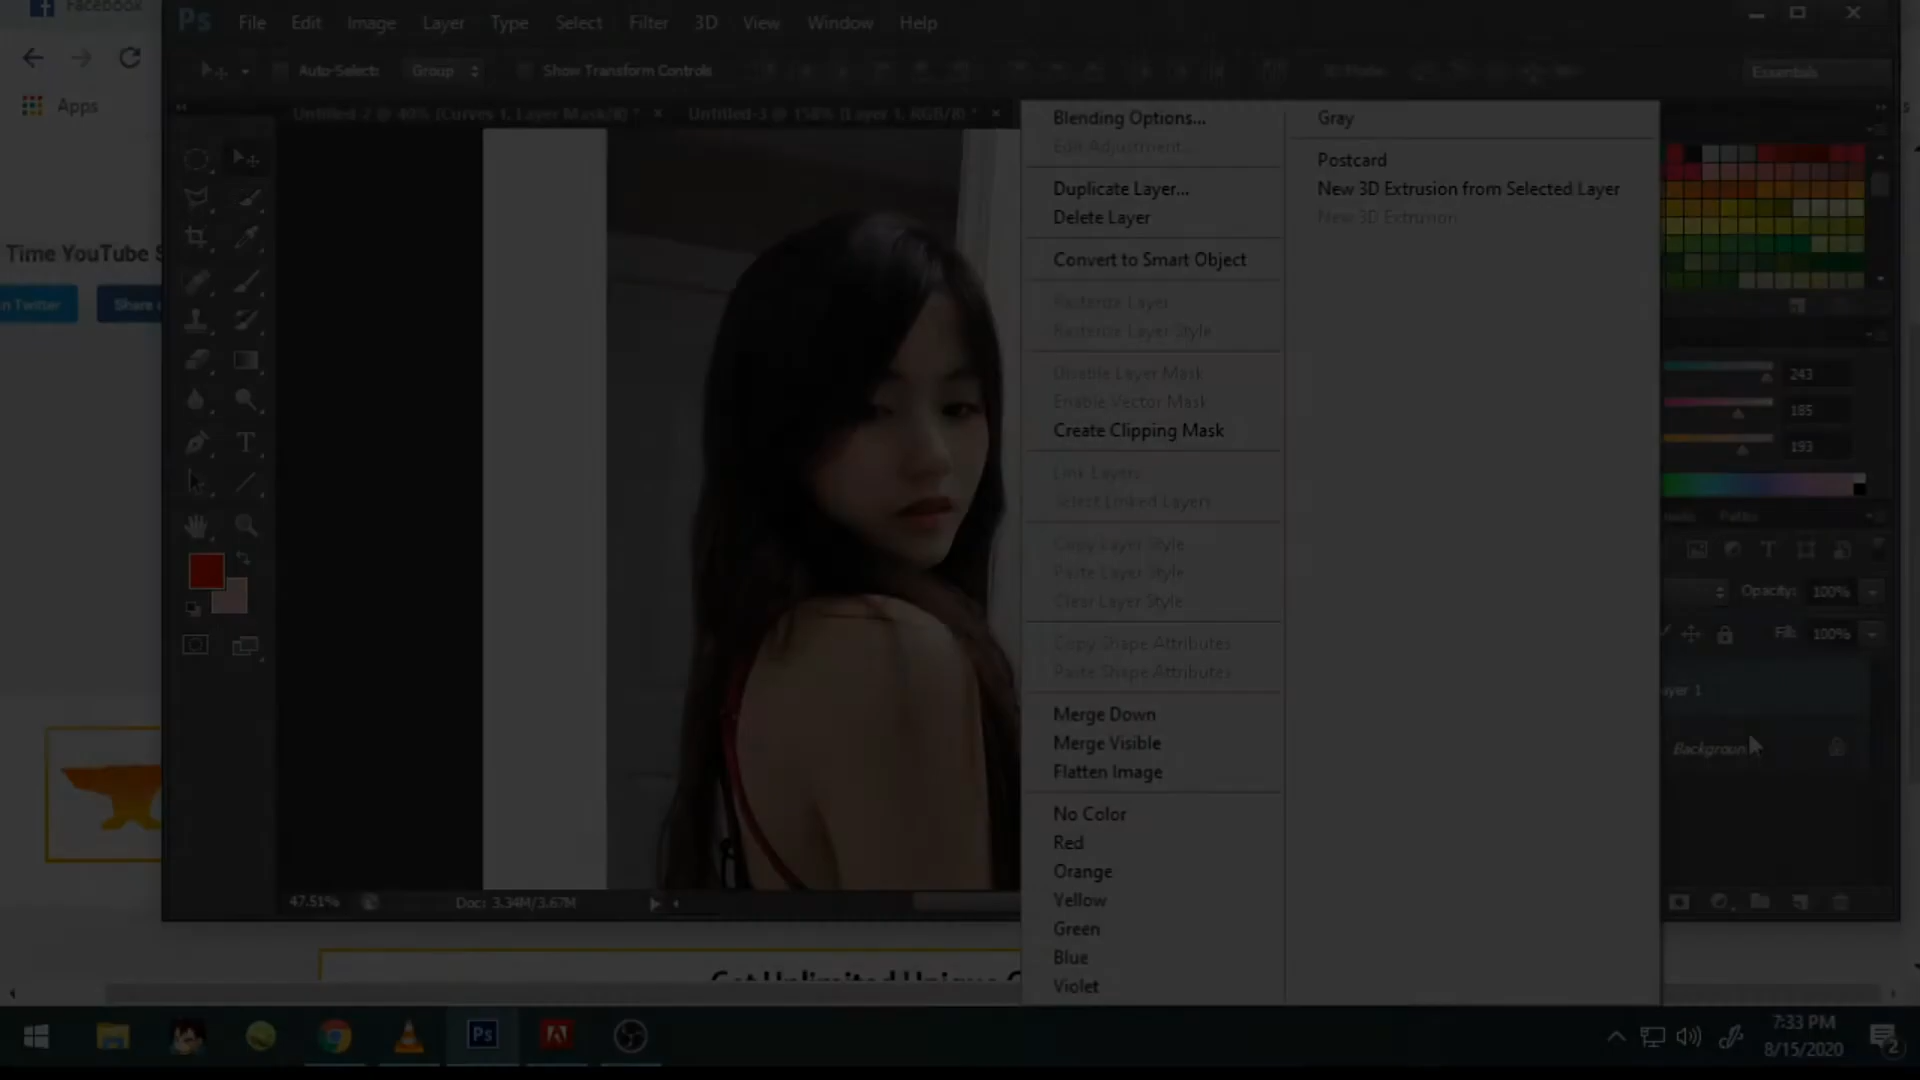 Facebook
Ps File Edit Image Layer Type Select Filter 3D View Window Help
Auto-Select: Group Show Transform Controls
3D Mode:
Essentials
Apps
Untitled-2 @ 40% (Curves 1, Layer Mask/8) * ×
Untitled-3 @ 158% (Layer 1, RGB/8) * ×
Time YouTube S
n Twitter
Share
Blending Options...
Edit Adjustment...
Duplicate Layer...
Delete Layer
Convert to Smart Object
Rasterize Layer
Rasterize Layer Style
Disable Layer Mask
Enable Vector Mask
Create Clipping Mask
Link Layers
Select Linked Layers
Copy Layer Style
Paste Layer Style
Clear Layer Style
Copy Shape Attributes
Paste Shape Attributes
Merge Down
Merge Visible
Flatten Image
No Color
Red
Orange
Yellow
Green
Blue
Violet
Gray
Postcard
New 3D Extrusion from Selected Layer
New 3D Extrusion
243
185
193
Paths
Opacity: 100%
Fill: 100%
ayer 1
Backgroun
47.51%
Doc: 3.34M/3.67M
Get Unlimited Unique
Ps
7:33 PM
8/15/2020
2